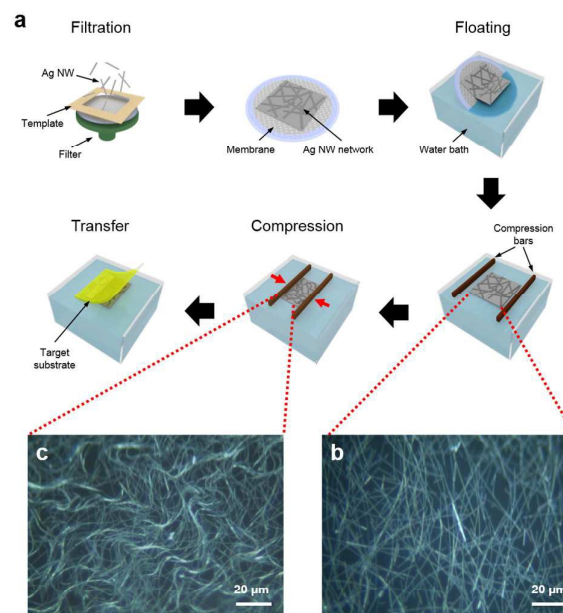 a
Filtration
Floating
Ag NW
Template
Filter
Membrane
Ag NW network
Water bath
Transfer
Compression
Compression
bars
Target
substrate
c
20 µm
b
20 µm